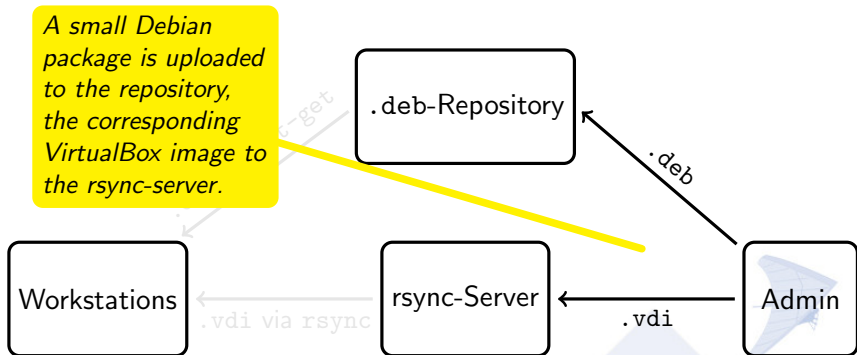 A small Debian
package is uploaded
to the repository,
the corresponding
VirtualBox image to
the rsync-server.
.deb-Repository
.deb
Workstations
rsync-Server
Admin
.vdi via rsync
.vdi